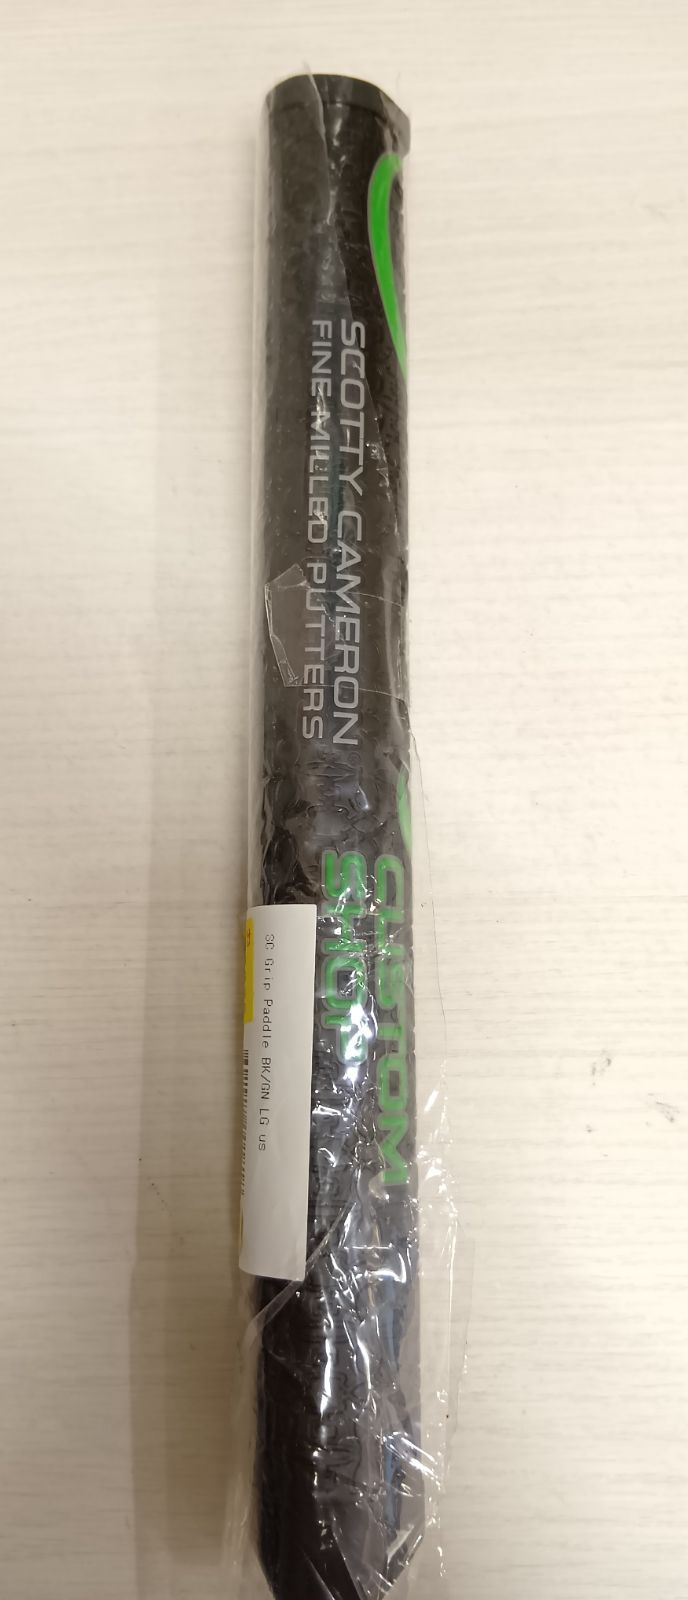 SCOTTY CAMERON
FINE MILLED PUTTERS
CUSTOM
SHOP
SC Grip Paddle BK/GN LG US